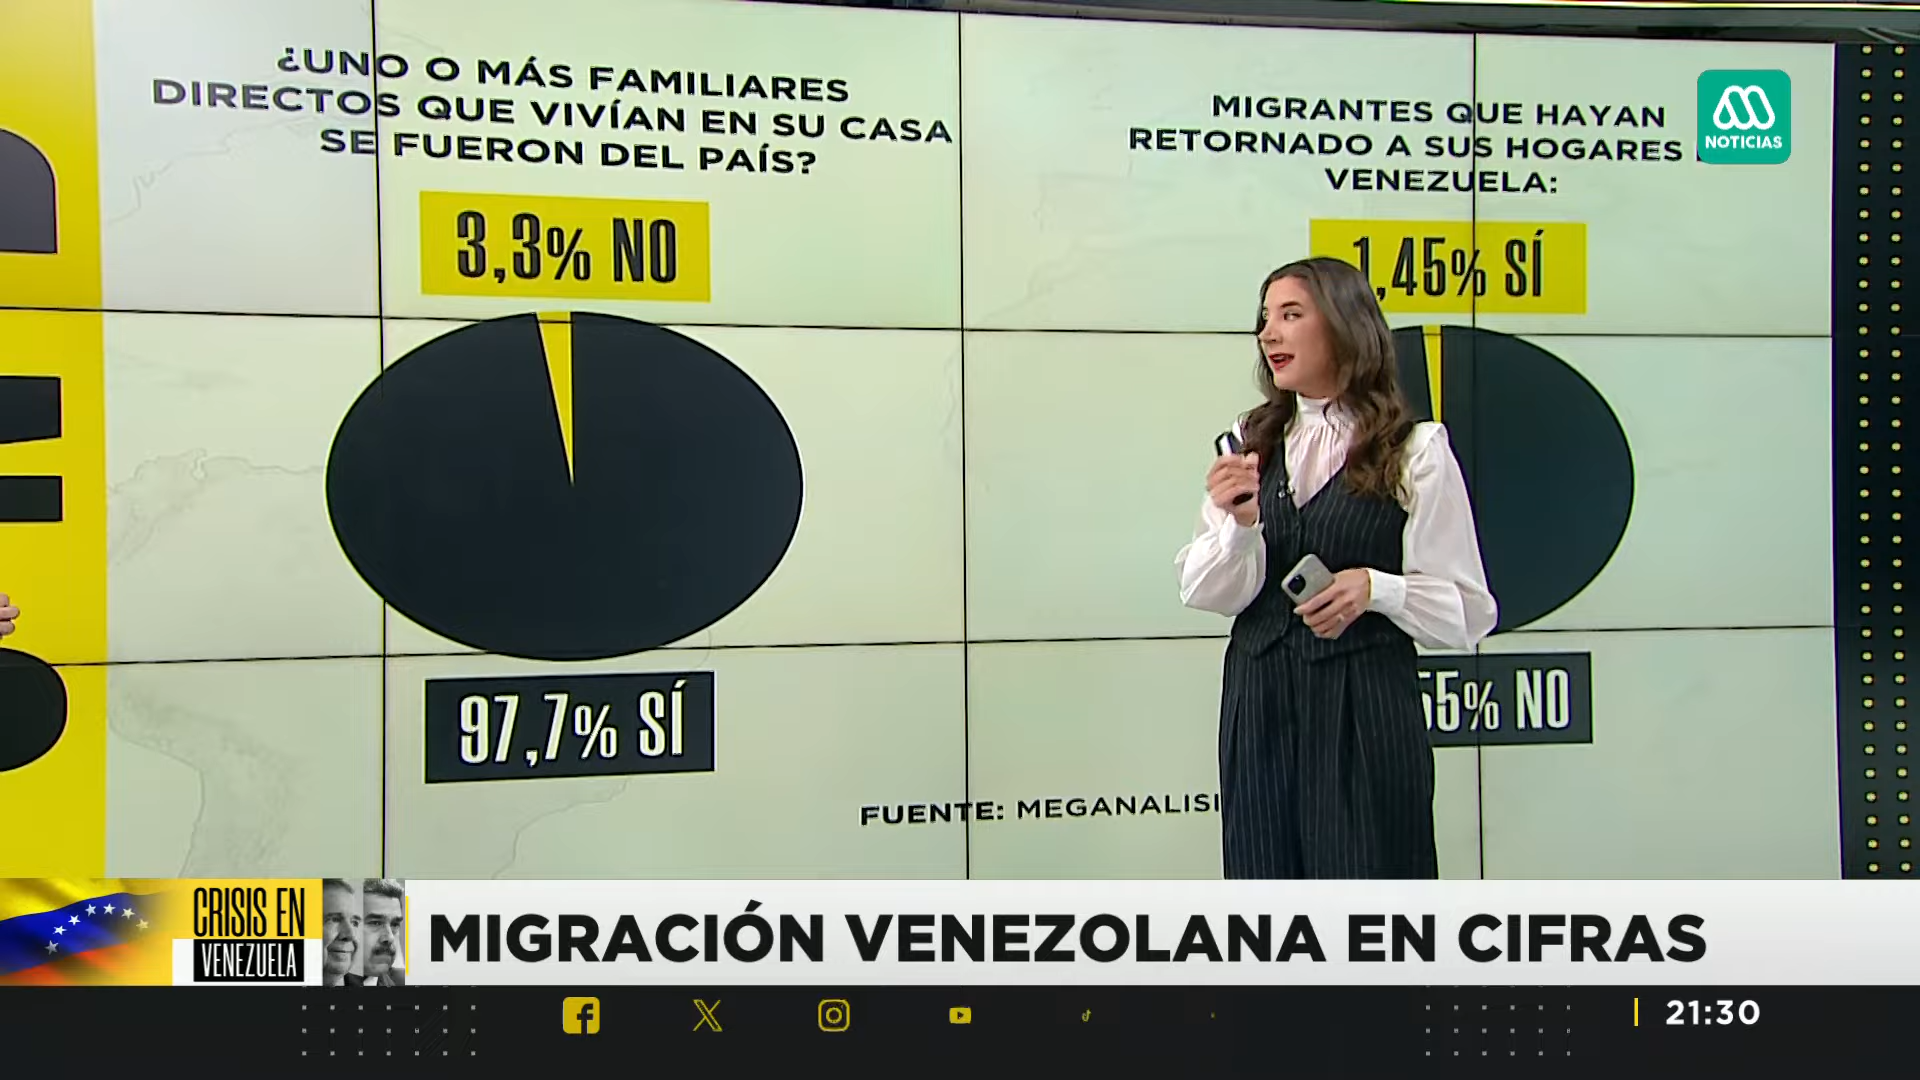 ¿UNO O MÁS FAMILIARES
DIRECTOS QUE VIVÍAN EN SU CASA
SE FUERON DEL PAÍS?
3,3% NO
97,7% SÍ
MIGRANTES QUE HAYAN
RETORNADO A SUS HOGARES
VENEZUELA:
1,45% SÍ
55% NO
FUENTE: MEGANALISI
NOTICIAS
CRISIS EN
VENEZUELA
MIGRACIÓN VENEZOLANA EN CIFRAS
21:30